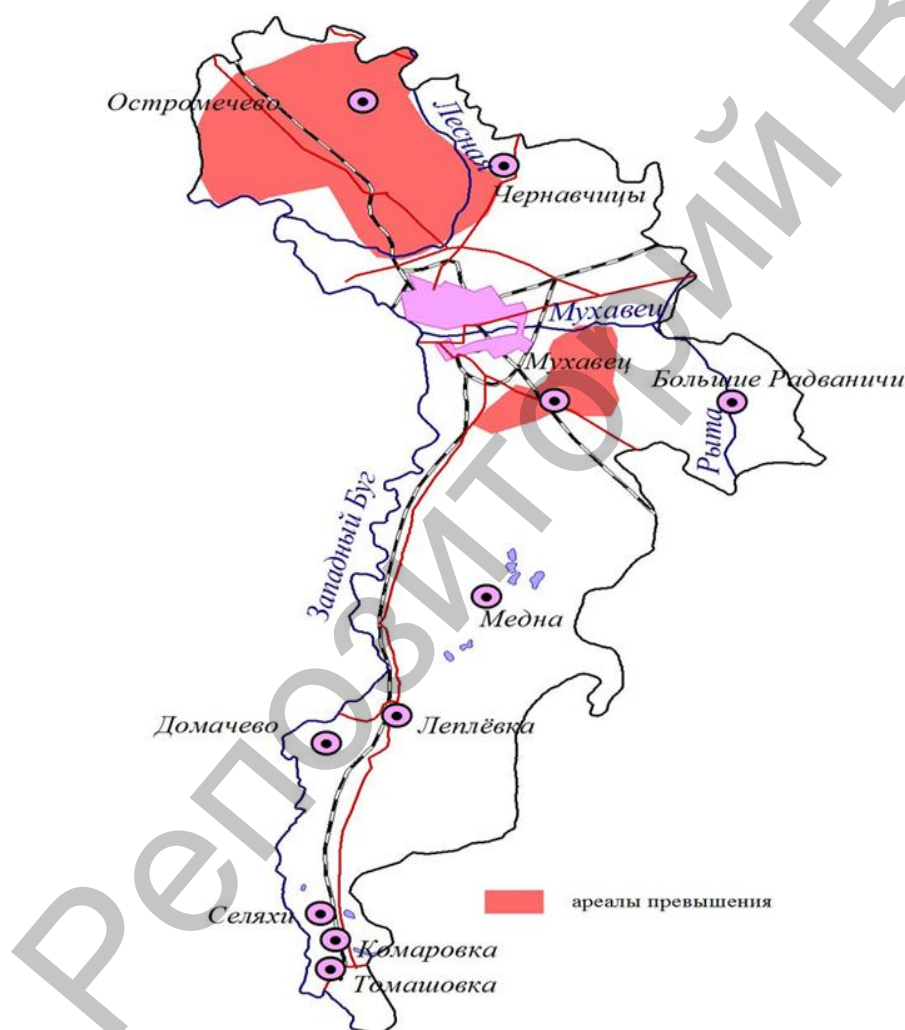 Остромечево
Лесная
Чернавчицы
Мухавец
Мухавец
Большие Радваничи
Рыта
Западный Буг
Медна
Домачево
Леплёвка
ареалы превышения
Селяхи
Комаровка
Томашовка
Репозиторий В